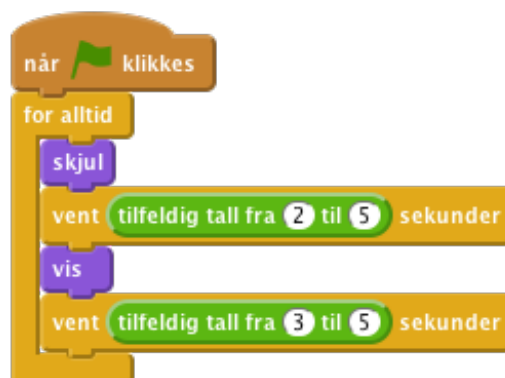 når klikkes
for alltid
skjul
vent tilfeldig tall fra 2 til 5 sekunder
vis
vent tilfeldig tall fra 3 til 5 sekunder